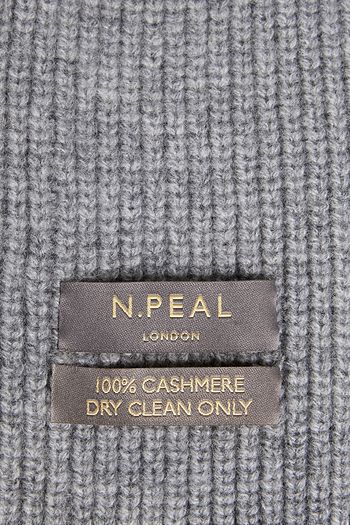 N.PEAL
LONDON
100% CASHMERE
DRY CLEAN ONLY